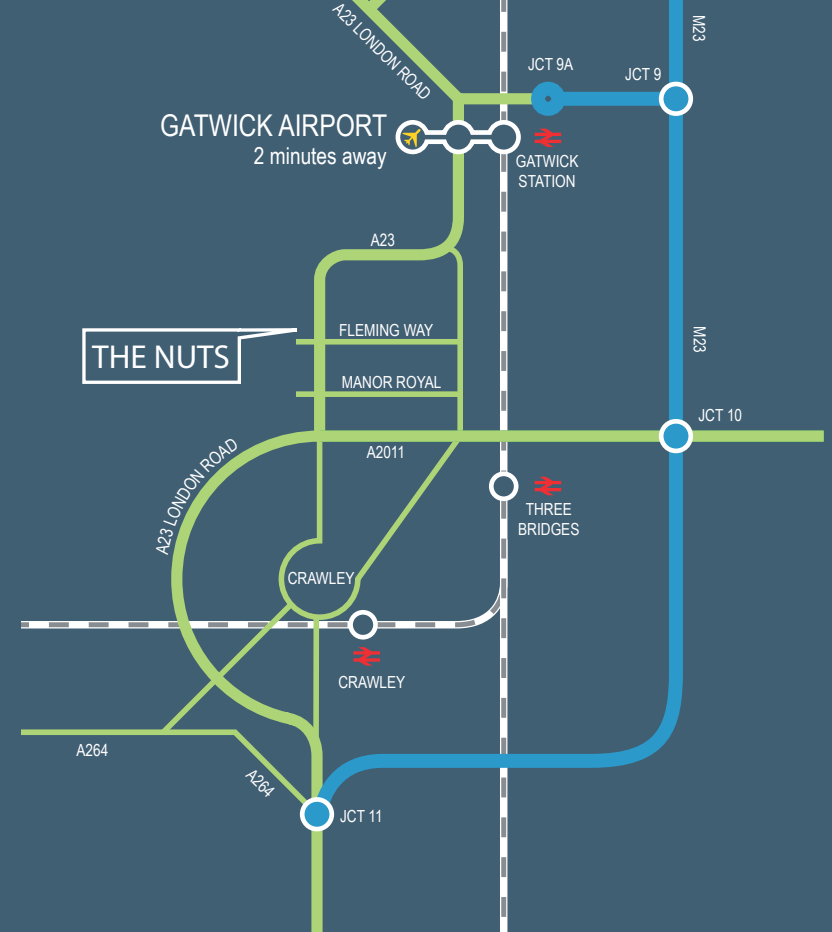 A23 LONDON ROAD
M23
JCT 9A
JCT 9
GATWICK AIRPORT
2 minutes away
GATWICK
STATION
A23
FLEMING WAY
M23
THE NUTS
MANOR ROYAL
JCT 10
A2011
A23 LONDON ROAD
THREE
BRIDGES
CRAWLEY
CRAWLEY
A264
A264
JCT 11